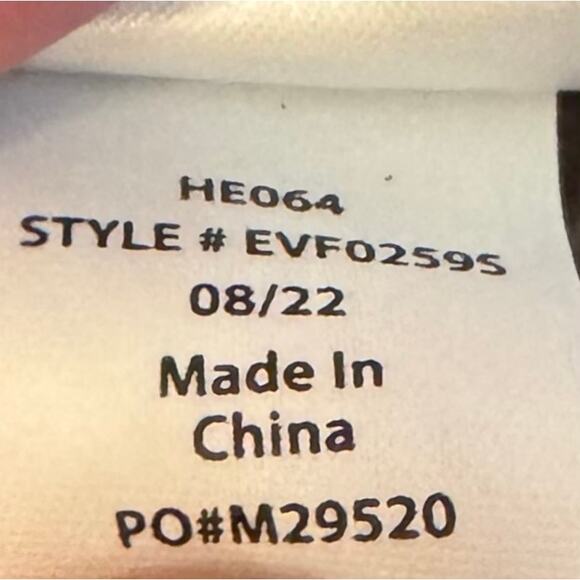 HE064
STYLE # EVF02595
08/22
Made In
China
PO#M29520